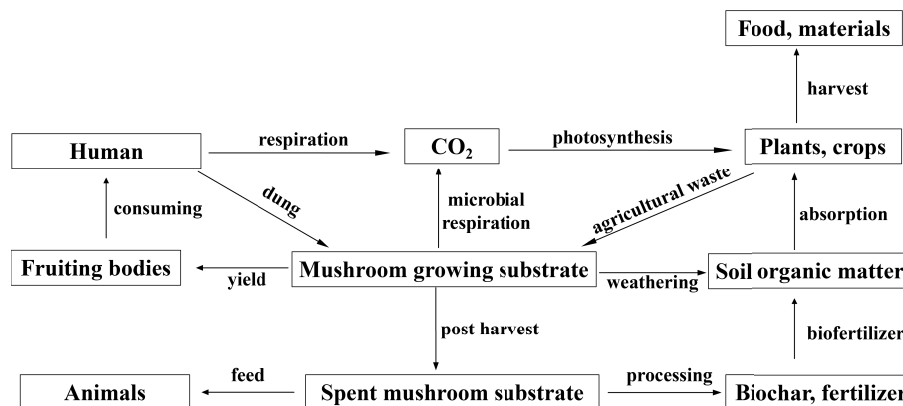 Food, materials
harvest
Human
respiration
CO₂
photosynthesis
Plants, crops
consuming
dung
microbial
respiration
agricultural waste
absorption
Fruiting bodies
yield
Mushroom growing substrate
weathering
Soil organic matter
post harvest
biofertilizer
Animals
feed
Spent mushroom substrate
processing
Biochar, fertilizer